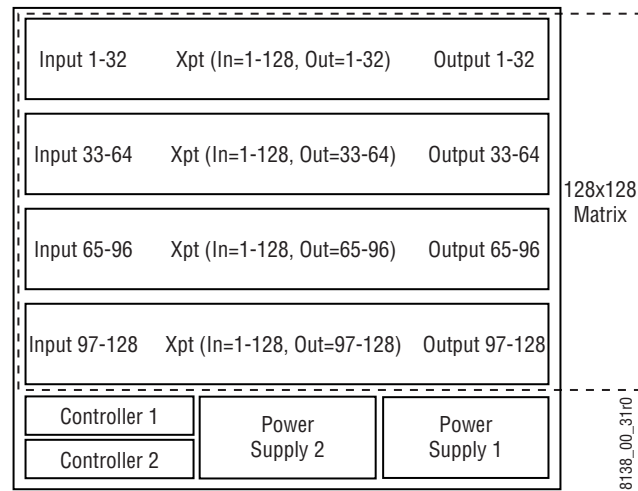 Input 1-32 Xpt (In=1-128, Out=1-32) Output 1-32
Input 33-64 Xpt (In=1-128, Out=33-64) Output 33-64
128x128
Matrix
Input 65-96 Xpt (In=1-128, Out=65-96) Output 65-96
Input 97-128 Xpt (In=1-128, Out=97-128) Output 97-128
Controller 1
Controller 2
Power
Supply 2
Power
Supply 1
8138_00_31r0